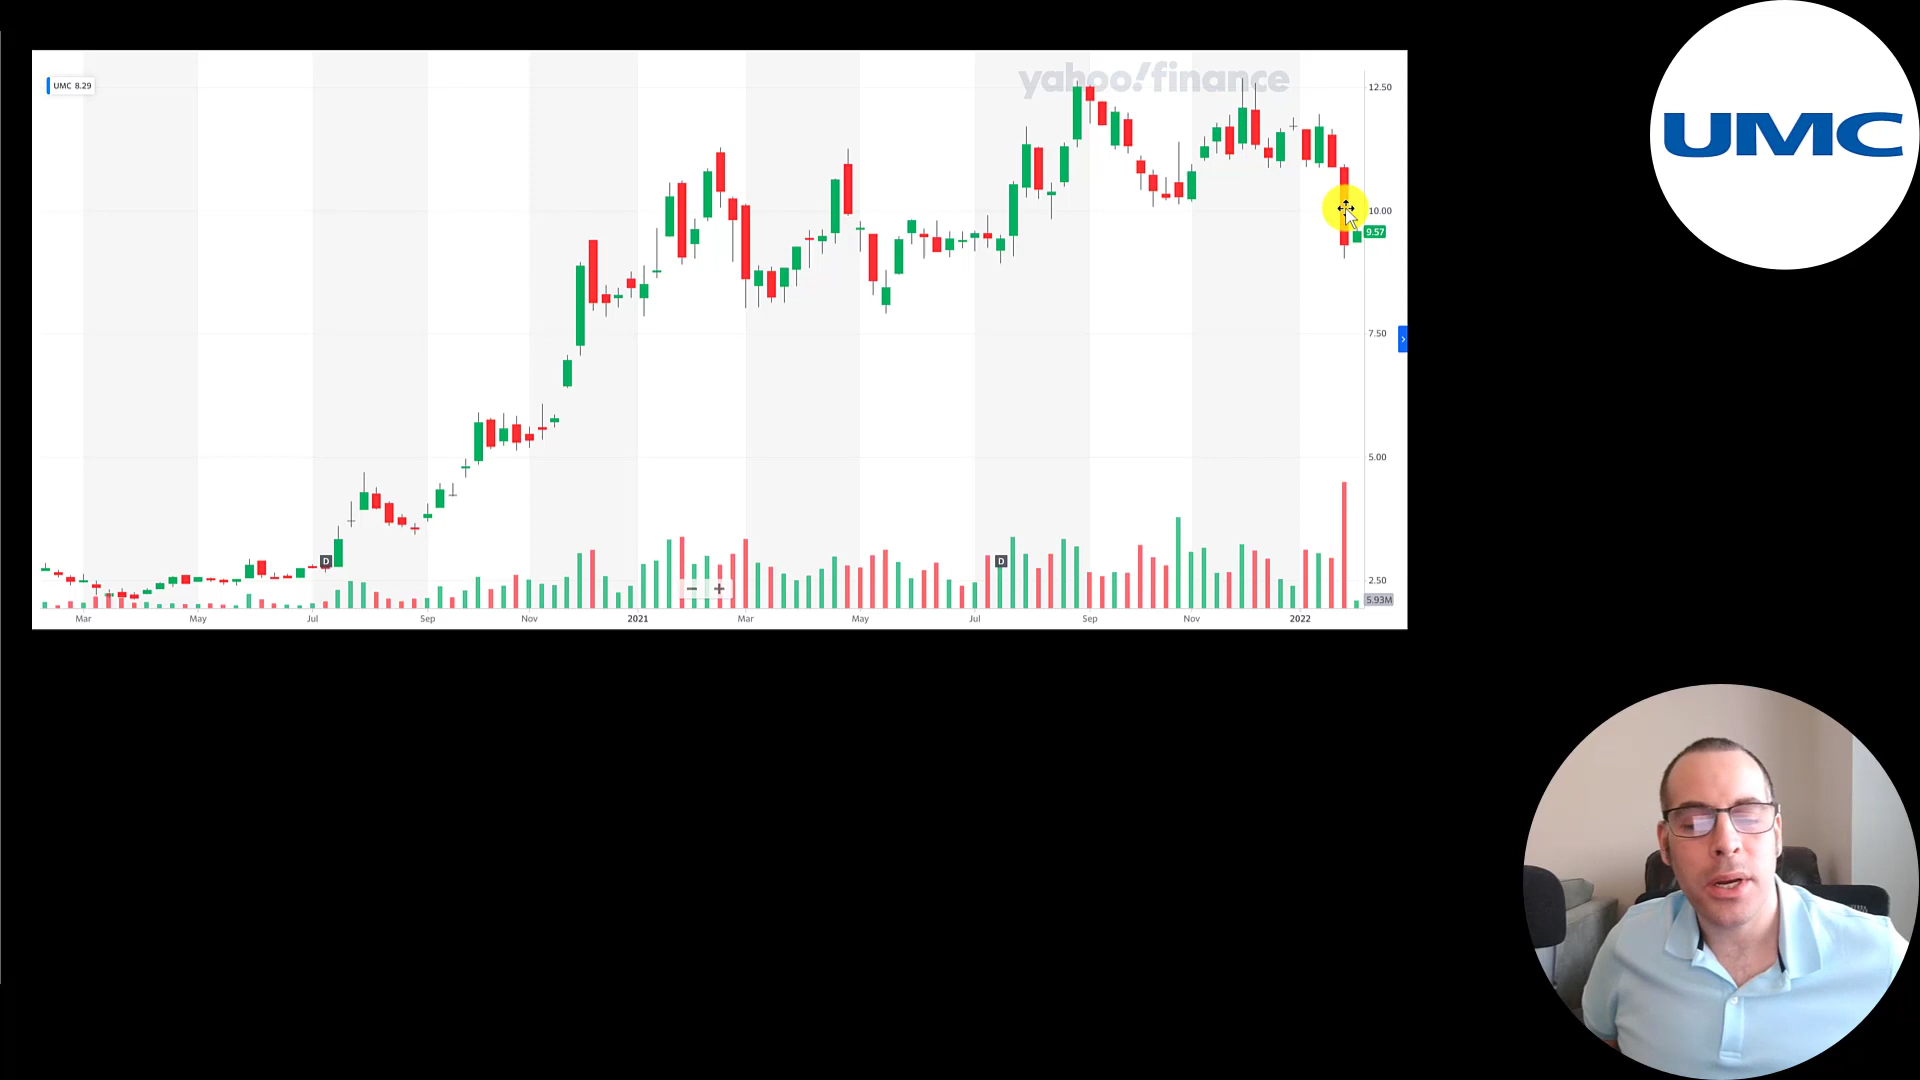 yahoo!finance
UMC 8.29
12.50
10.00
9.57
7.50
5.00
2.50
5.93M
D
D
Mar
May
Jul
Sep
Nov
2021
Mar
May
Jul
Sep
Nov
2022
UMC